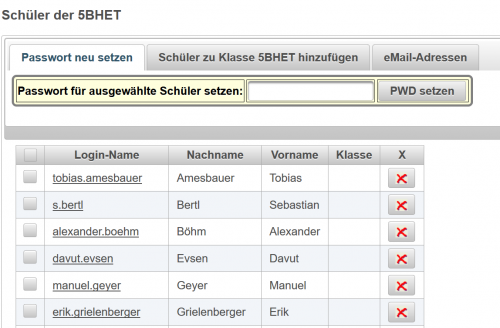 Schüler der 5BHET
Passwort neu setzen Schüler zu Klasse 5BHET hinzufügen eMail-Adressen
Passwort für ausgewählte Schüler setzen: PWD setzen
Login-Name Nachname Vorname Klasse X
tobias.amesbauer Amesbauer Tobias
s.bertl Bertl Sebastian
alexander.boehm Böhm Alexander
davut.evsen Evsen Davut
manuel.geyer Geyer Manuel
erik.grielenberger Grielenberger Erik